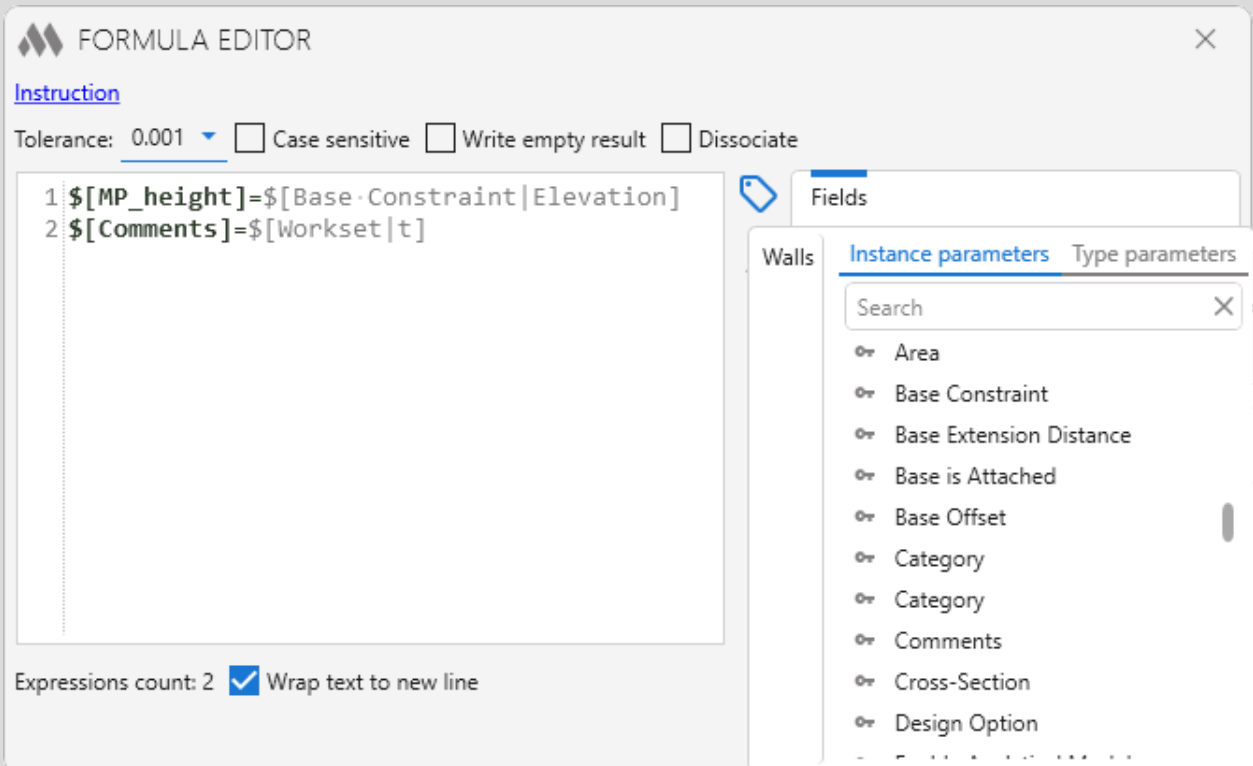 FORMULA EDITOR
Instruction
Tolerance: 0.001 Case sensitive Write empty result Dissociate
1 $[MP_height]=$[Base·Constraint|Elevation]
2 $[Comments]=$[Workset|t]
Fields
Walls
Instance parameters Type parameters
Search
Area
Base Constraint
Base Extension Distance
Base is Attached
Base Offset
Category
Category
Comments
Cross-Section
Design Option
Expressions count: 2 Wrap text to new line